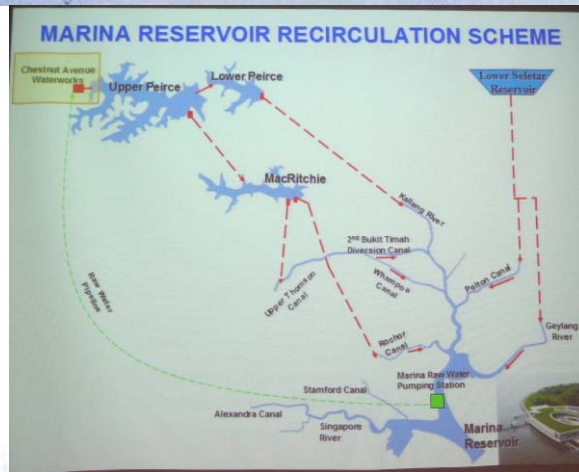 MARINA RESERVOIR RECIRCULATION SCHEME
Chestnut Avenue
Waterworks
Upper Peirce
Lower Peirce
Lower Seletar
Reservoir
MacRitchie
Kallang River
2nd Bukit Timah
Diversion Canal
Whampoa
Canal
Pelton Canal
Upper Thomson
Canal
Raw Water
Pipeline
Rochor
Canal
Geylang
River
Marina Raw Water
Pumping Station
Stamford Canal
Alexandra Canal
Singapore
River
Marina
Reservoir